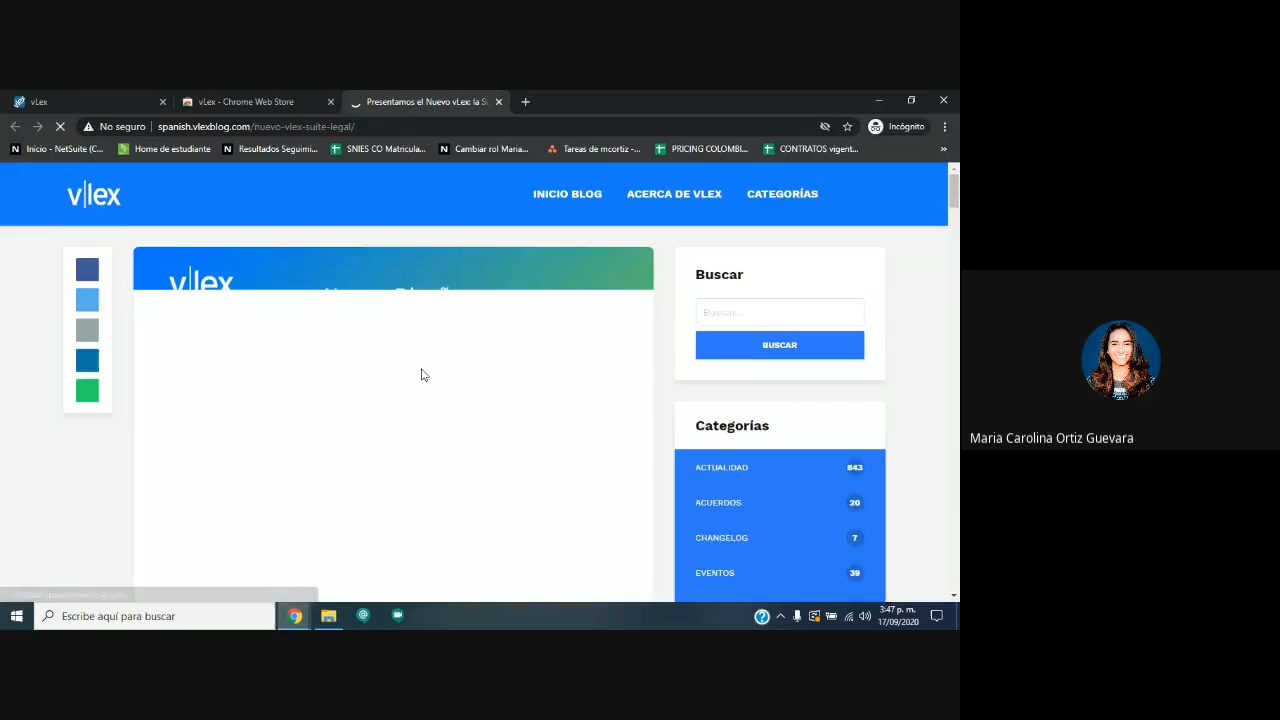 vLex
vLex - Chrome Web Store
Presentamos el Nuevo vLex: la Su
No seguro
spanish.vlexblog.com/nuevo-vlex-suite-legal/
Incógnito
Inicio - NetSuite (C...
Home de estudiante
Resultados Seguimi...
SNIES CO Matricula...
Cambiar rol Maria...
Tareas de mcortiz -...
PRICING COLOMBI...
CONTRATOS vigent...
»
v|lex
INICIO BLOG
ACERCA DE VLEX
CATEGORÍAS
v|lex
Buscar
Buscar...
BUSCAR
Categorías
ACTUALIDAD 843
ACUERDOS 20
CHANGELOG 7
EVENTOS 39
Maria Carolina Ortiz Guevara
Escribe aquí para buscar
3:47 p. m.
17/09/2020